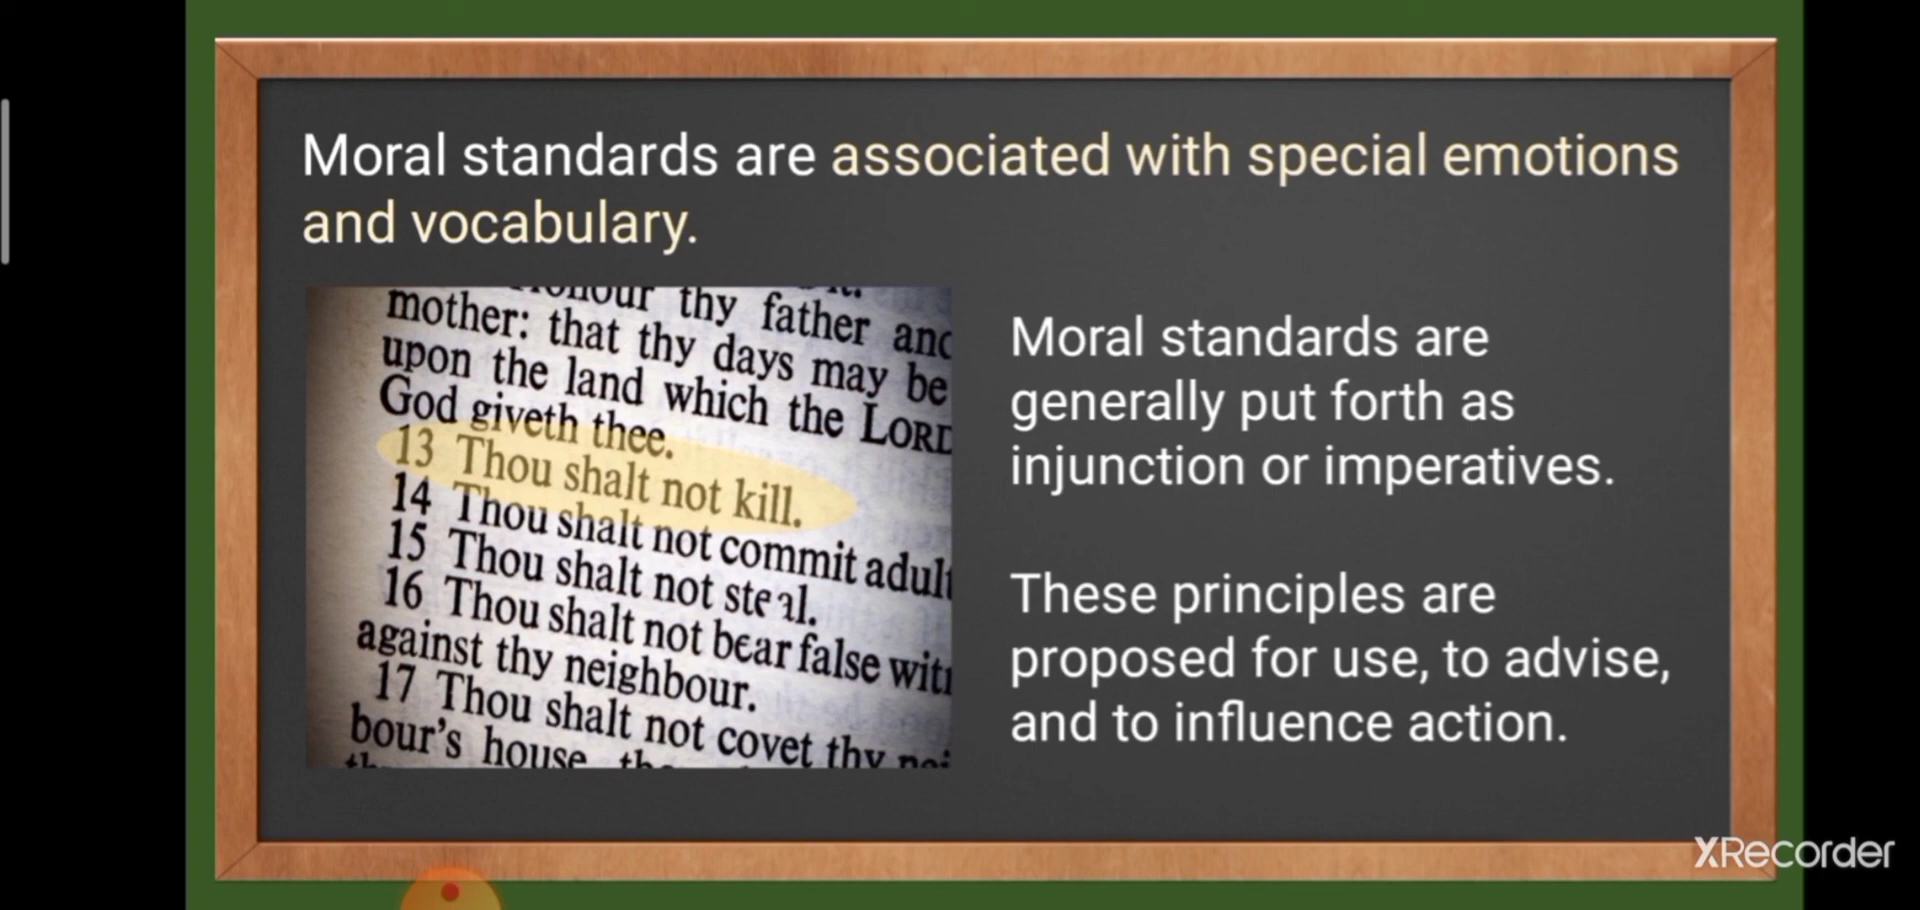 Moral standards are associated with special emotions
and vocabulary.
thy father
mother: that thy days may be
upon the land which the
God giveth thee.
13 Thou shalt not kill.
14 Thou shalt not commit
15 Thou shalt not steal.
16 Thou shalt not bear false
against thy neighbour.
17 Thou shalt not covet thy
bour's house
Moral standards are
generally put forth as
injunction or imperatives.
These principles are
proposed for use, to advise,
and to influence action.
XRecorder